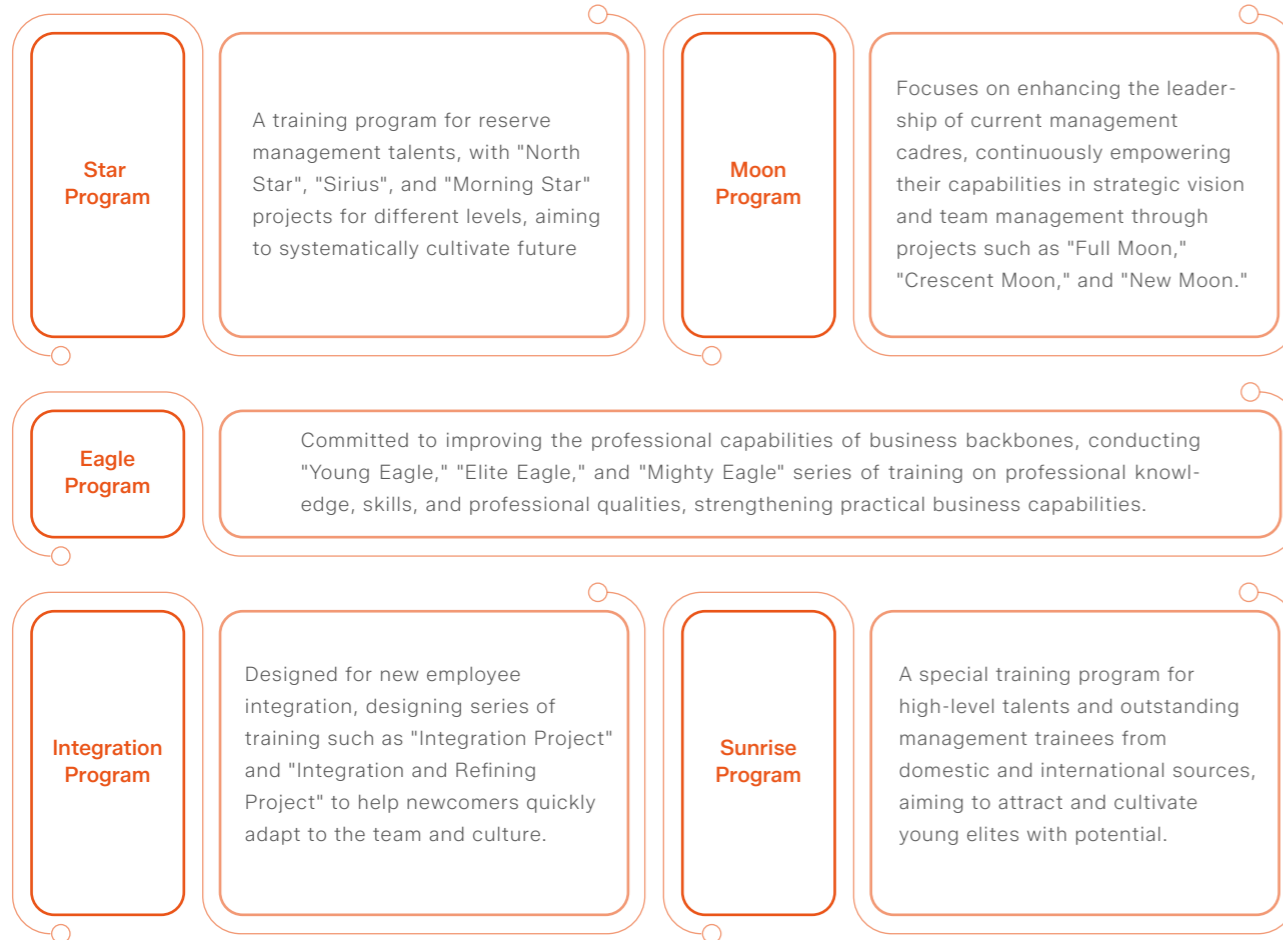 Star
Program
A training program for reserve
management talents, with "North
Star", "Sirius", and "Morning Star"
projects for different levels, aiming
to systematically cultivate future
Moon
Program
Focuses on enhancing the leader-
ship of current management
cadres, continuously empowering
their capabilities in strategic vision
and team management through
projects such as "Full Moon,"
"Crescent Moon," and "New Moon."
Eagle
Program
Committed to improving the professional capabilities of business backbones, conducting
"Young Eagle," "Elite Eagle," and "Mighty Eagle" series of training on professional knowl-
edge, skills, and professional qualities, strengthening practical business capabilities.
Integration
Program
Designed for new employee
integration, designing series of
training such as "Integration Project"
and "Integration and Refining
Project" to help newcomers quickly
adapt to the team and culture.
Sunrise
Program
A special training program for
high-level talents and outstanding
management trainees from
domestic and international sources,
aiming to attract and cultivate
young elites with potential.